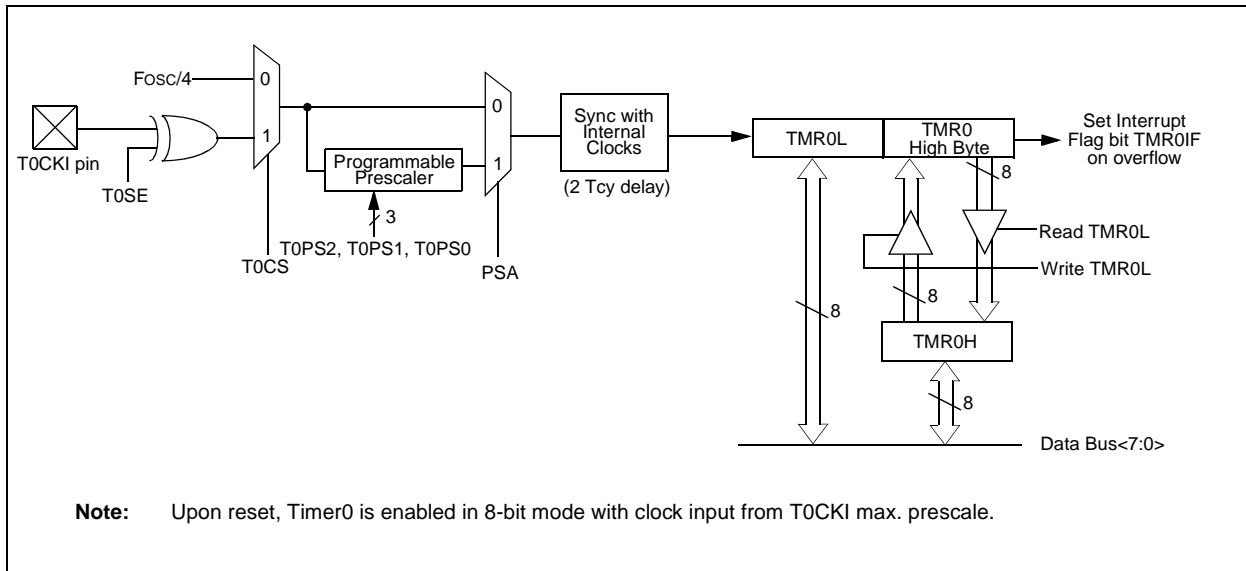 FOSC/4
0
1
T0CKI pin
T0SE
T0CS
Programmable
Prescaler
3
T0PS2, T0PS1, T0PS0
0
1
PSA
Sync with
Internal
Clocks
(2 TCY delay)
TMR0L
TMR0
High Byte
Set Interrupt
Flag bit TMR0IF
on overflow
8
Read TMR0L
Write TMR0L
8
8
TMR0H
8
Data Bus<7:0>
Note: Upon reset, Timer0 is enabled in 8-bit mode with clock input from T0CKI max. prescale.